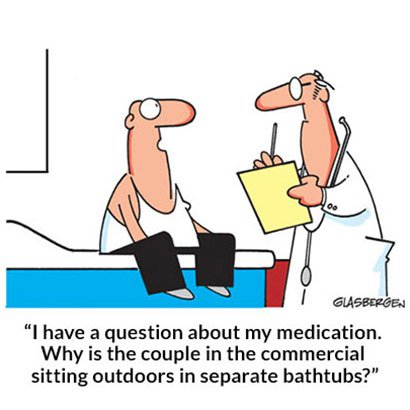 GLASBERGEN
“I have a question about my medication.
Why is the couple in the commercial
sitting outdoors in separate bathtubs?”